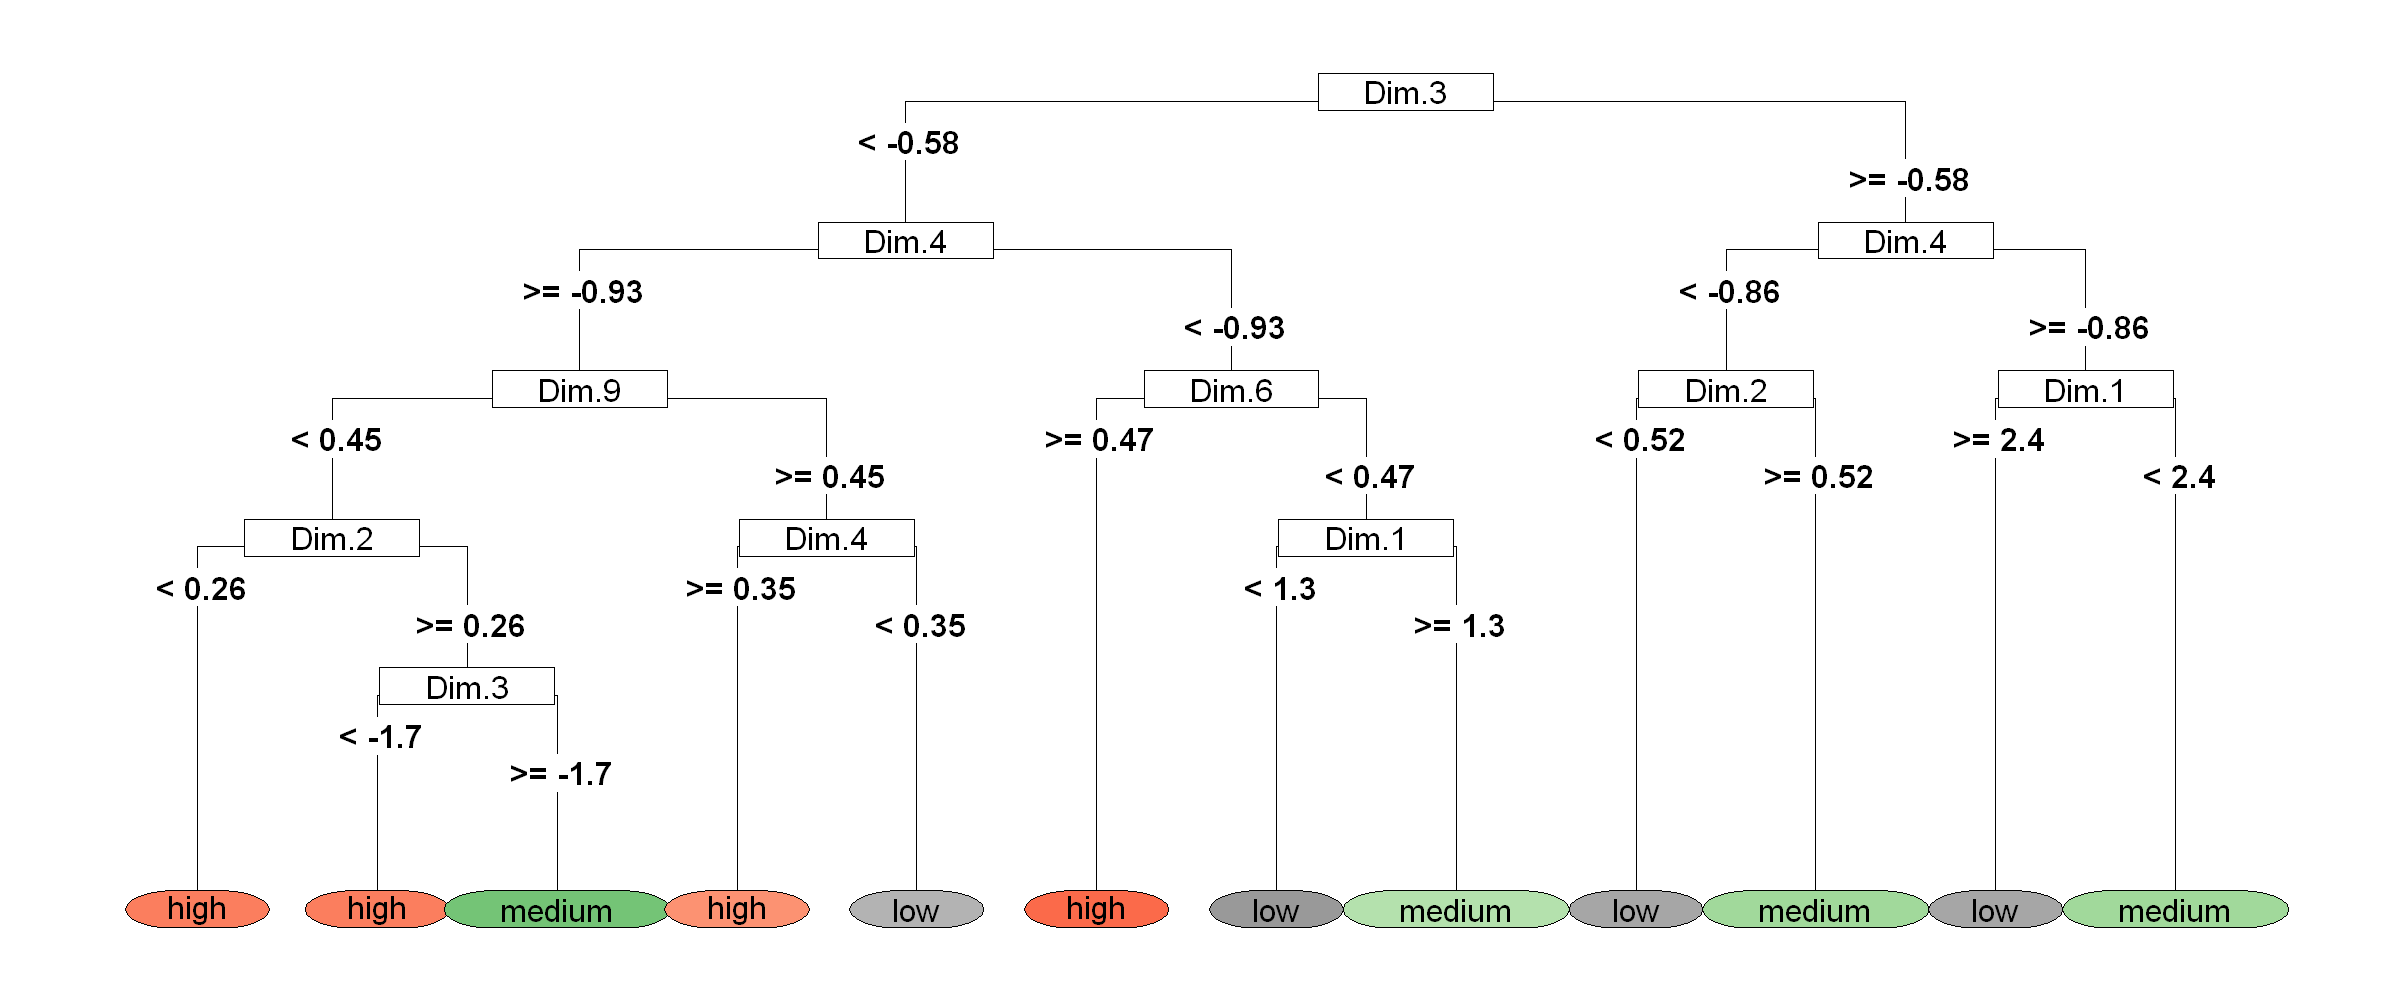 Dim.3
< -0.58
>= -0.58
Dim.4
Dim.4
>= -0.93
< -0.86
< -0.93
>= -0.86
Dim.9
Dim.6
Dim.2
Dim.1
< 0.45
>= 0.47
< 0.52
>= 2.4
>= 0.45
< 0.47
>= 0.52
< 2.4
Dim.2
Dim.4
Dim.1
< 0.26
>= 0.35
< 1.3
>= 0.26
< 0.35
>= 1.3
Dim.3
< -1.7
>= -1.7
high
high
medium
high
low
high
low
medium
low
medium
low
medium